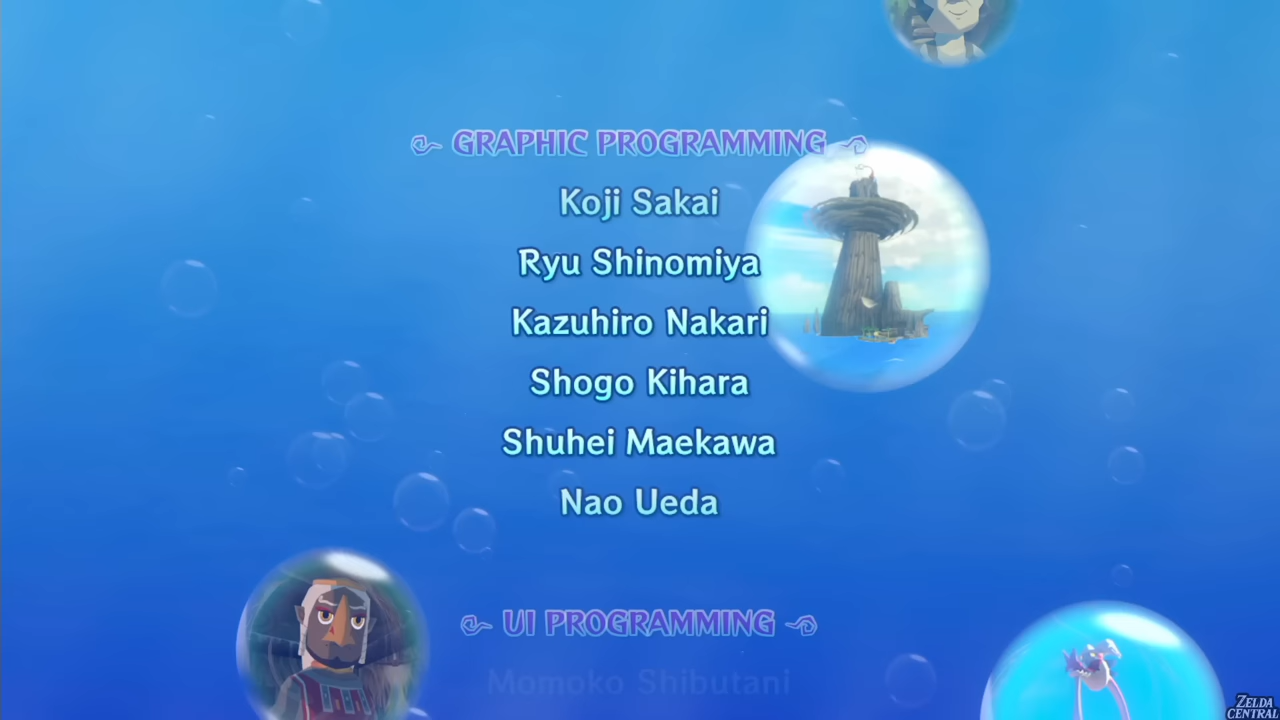 GRAPHIC PROGRAMMING
Koji Sakai
Ryu Shinomiya
Kazuhiro Nakari
Shogo Kihara
Shuhei Maekawa
Nao Ueda
UI PROGRAMMING
Momoko Shibutani
ZELDA
CENTRAL